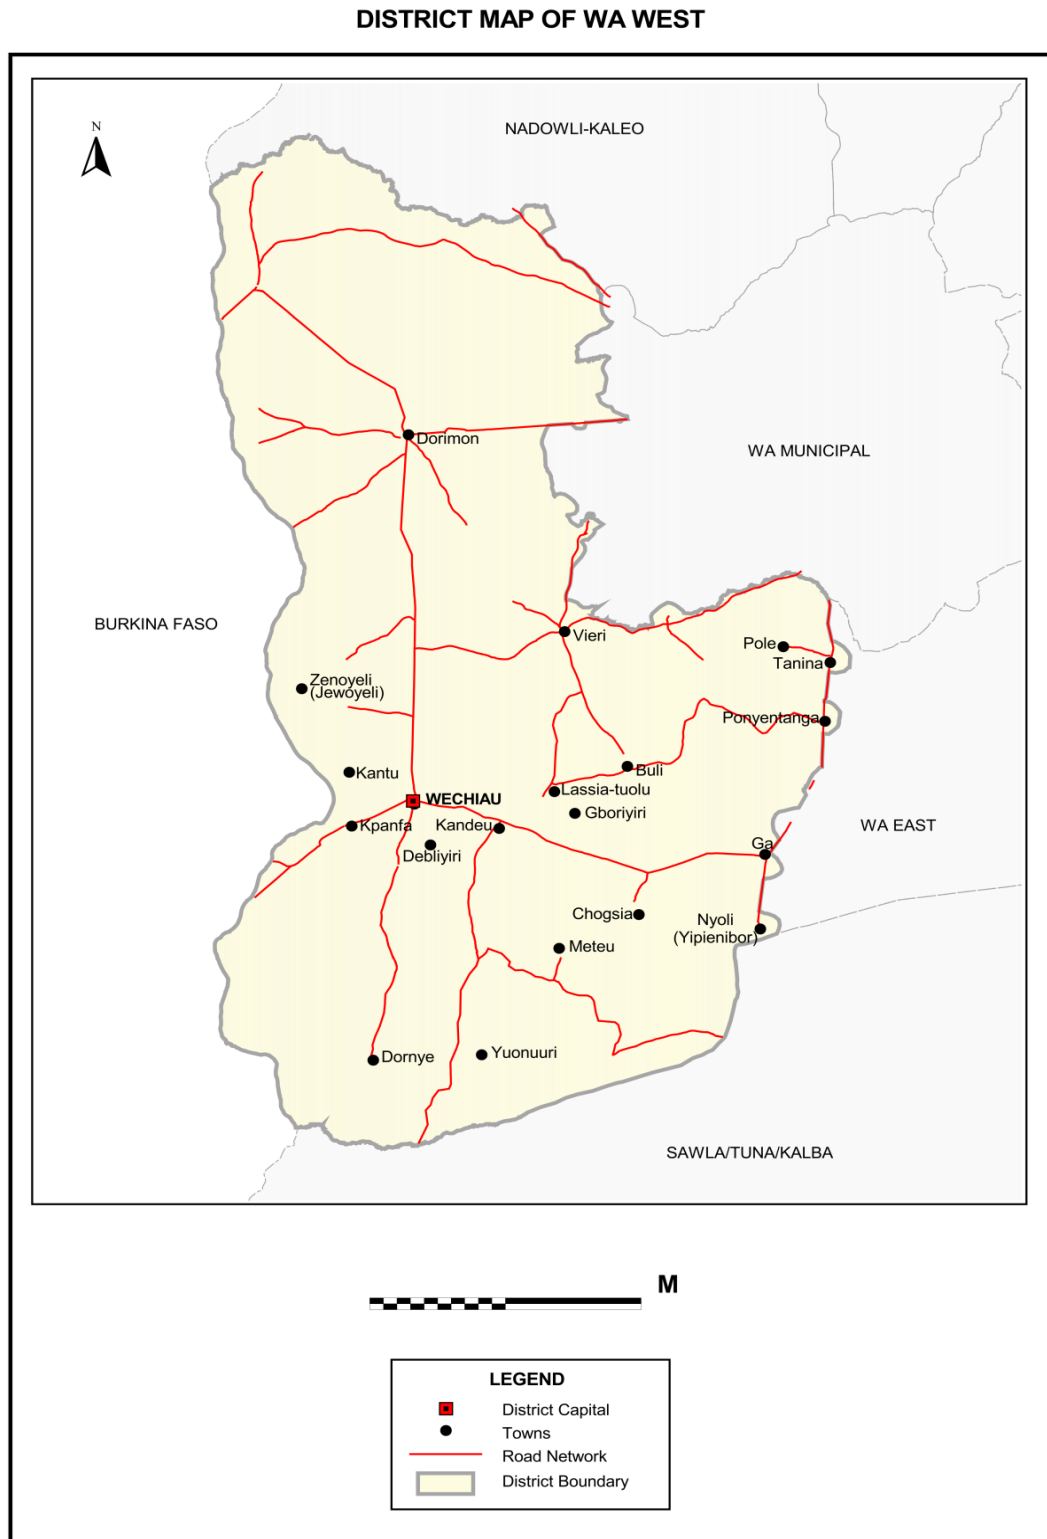 DISTRICT MAP OF WA WEST
N
NADOWLI-KALEO
Dorimon
WA MUNICIPAL
BURKINA FASO
Vieri
Pole
Tanina
Zenoyeli
(Jewoyeli)
Ponyentanga
Kantu
Buli
Lassia-tuolu
WECHIAU
Gboriyiri
Kpanfa
Kandeu
WA EAST
Debliyiri
Ga
Chogsia
Nyoli
(Yipienibor)
Meteu
Dornye
Yuonuuri
SAWLA/TUNA/KALBA
M
LEGEND
District Capital
Towns
Road Network
District Boundary